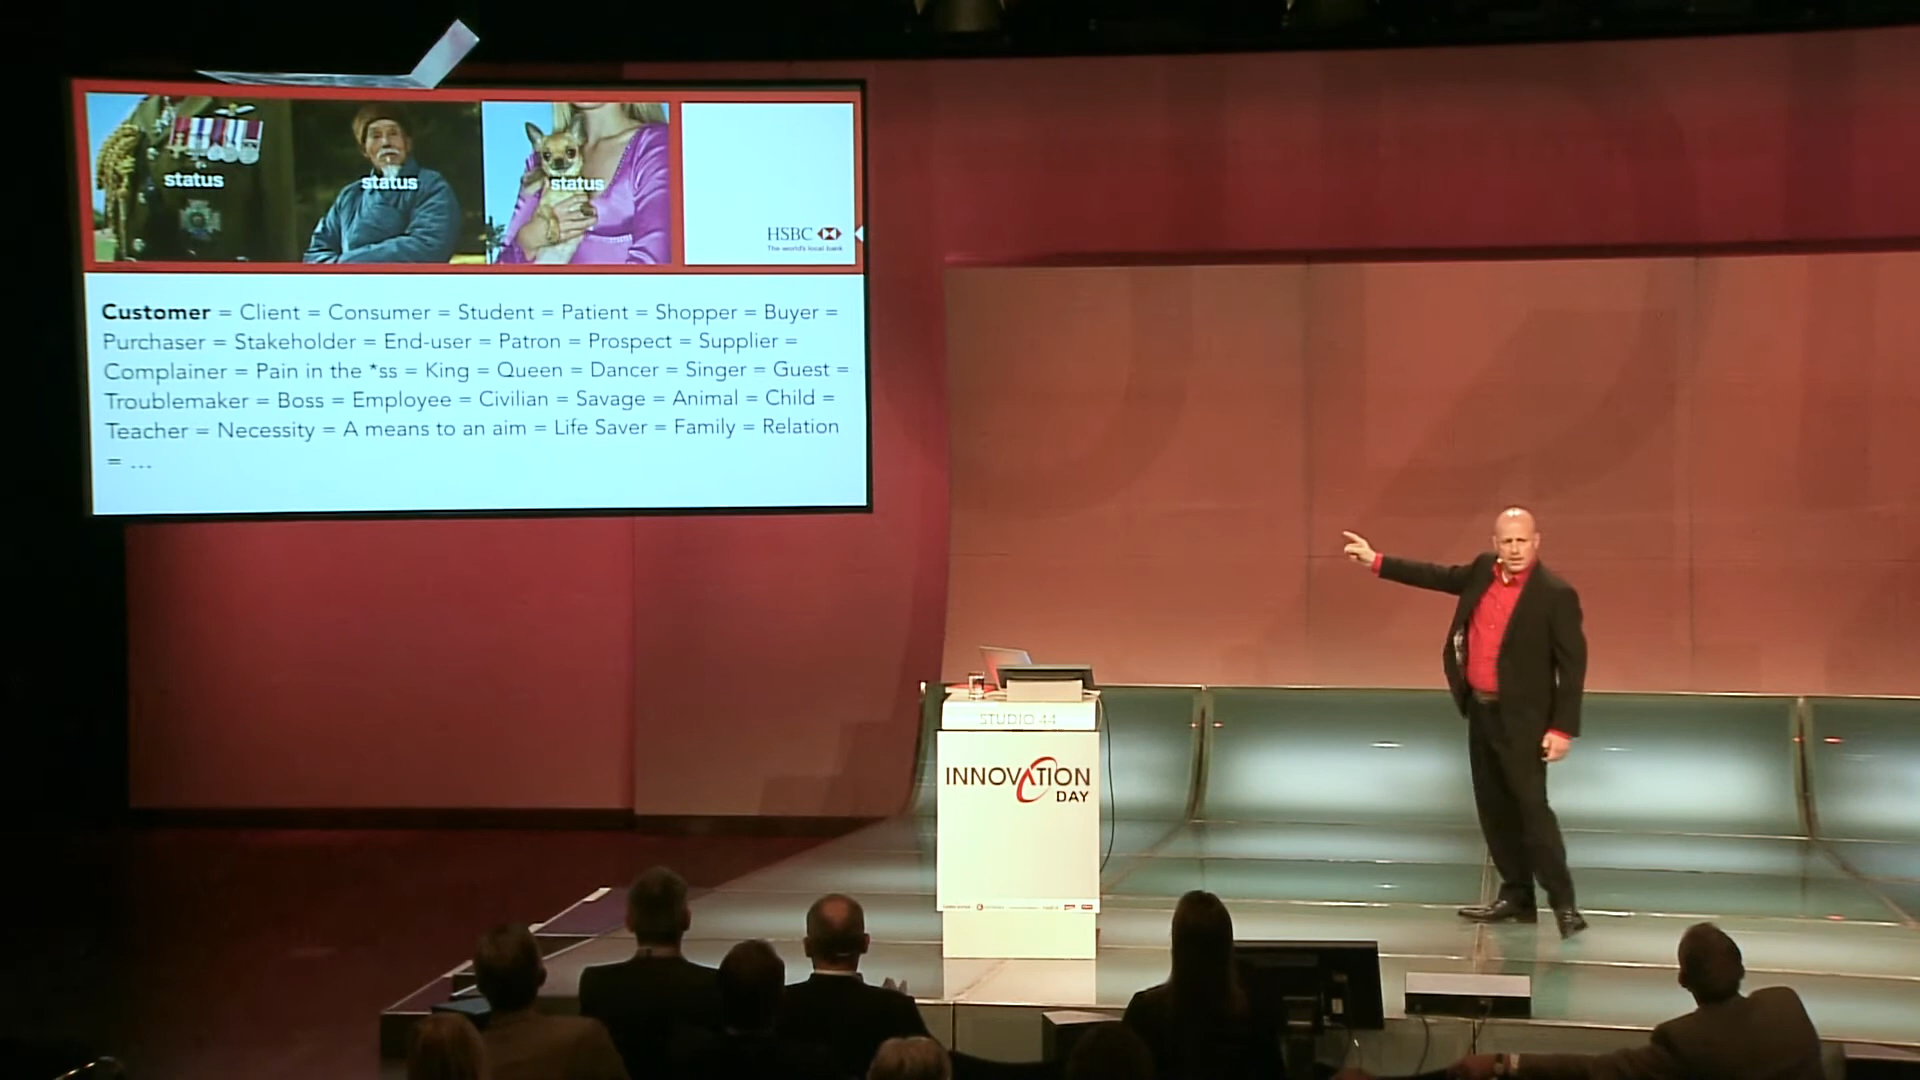 status
status
status
HSBC
The world's local bank
Customer = Client = Consumer = Student = Patient = Shopper = Buyer =
Purchaser = Stakeholder = End-user = Patron = Prospect = Supplier =
Complainer = Pain in the *ss = King = Queen = Dancer = Singer = Guest =
Troublemaker = Boss = Employee = Civilian = Savage = Animal = Child =
Teacher = Necessity = A means to an aim = Life Saver = Family = Relation
= ...
STUDIO 44
INNOVATION
DAY